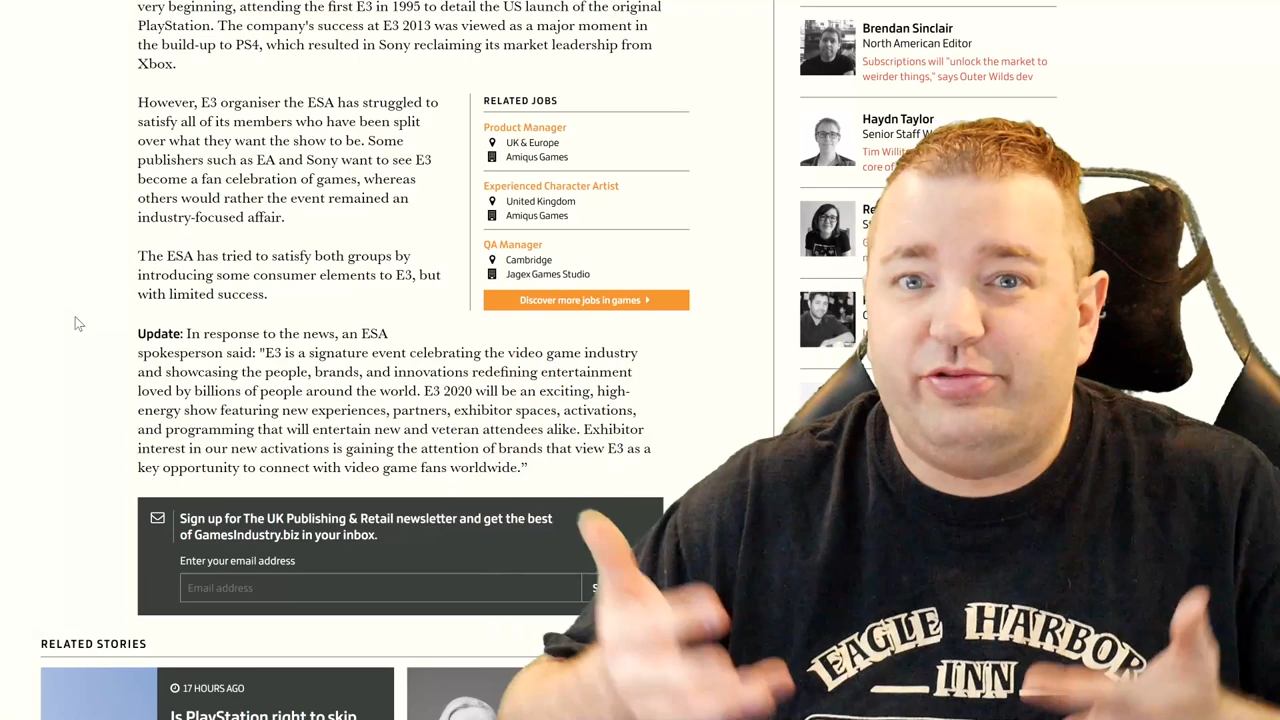 very beginning, attending the first E3 in 1995 to detail the US launch of the original
PlayStation. The company's success at E3 2013 was viewed as a major moment in
the build-up to PS4, which resulted in Sony reclaiming its market leadership from
Xbox.
However, E3 organiser the ESA has struggled to
satisfy all of its members who have been split
over what they want the show to be. Some
publishers such as EA and Sony want to see E3
become a fan celebration of games, whereas
others would rather the event remained an
industry-focused affair.
The ESA has tried to satisfy both groups by
introducing some consumer elements to E3, but
with limited success.
RELATED JOBS
Product Manager
UK & Europe
Amiqus Games
Experienced Character Artist
United Kingdom
Amiqus Games
QA Manager
Cambridge
Jagex Games Studio
Discover more jobs in games
Update: In response to the news, an ESA
spokesperson said: "E3 is a signature event celebrating the video game industry
and showcasing the people, brands, and innovations redefining entertainment
loved by billions of people around the world. E3 2020 will be an exciting, high-
energy show featuring new experiences, partners, exhibitor spaces, activations,
and programming that will entertain new and veteran attendees alike. Exhibitor
interest in our new activations is gaining the attention of brands that view E3 as a
key opportunity to connect with video game fans worldwide.”
Sign up for The UK Publishing & Retail newsletter and get the best
of GamesIndustry.biz in your inbox.
Enter your email address
Email address
RELATED STORIES
17 HOURS AGO
Is PlayStation right to skip
Brendan Sinclair
North American Editor
Subscriptions will "unlock the market to
weirder things," says Outer Wilds dev
Haydn Taylor
Senior Staff
Tim
core of
EAGLE HARBOR
INN